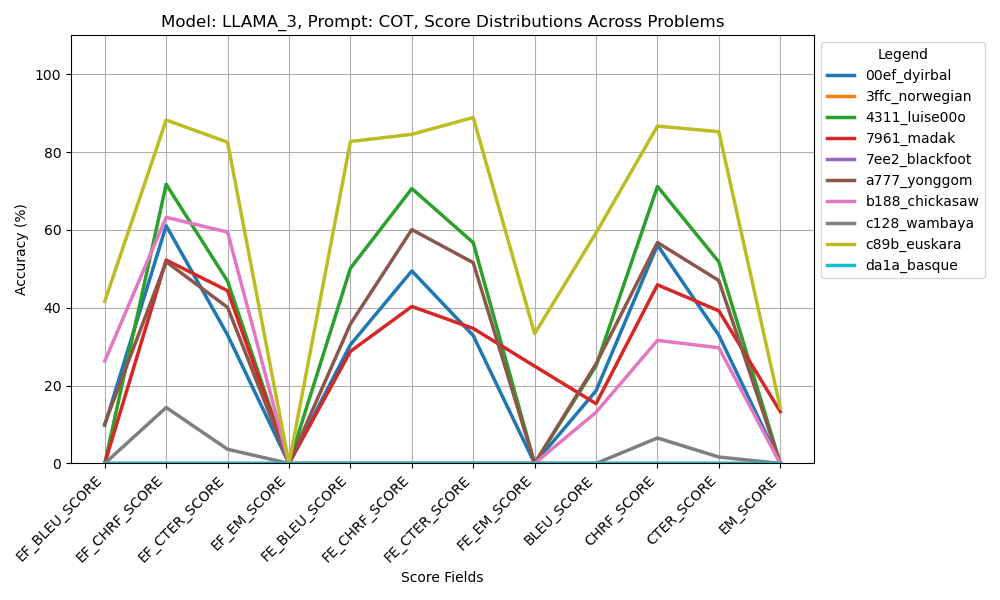 Model: LLAMA_3, Prompt: COT, Score Distributions Across Problems
Accuracy (%)
100
80
60
40
20
0
EF_BLEU_SCORE
EF_CHRF_SCORE
EF_CTER_SCORE
EF_EM_SCORE
FE_BLEU_SCORE
FE_CHRF_SCORE
FE_CTER_SCORE
FE_EM_SCORE
BLEU_SCORE
CHRF_SCORE
CTER_SCORE
EM_SCORE
Score Fields
Legend
00ef_dyirbal
3ffc_norwegian
4311_luise00o
7961_madak
7ee2_blackfoot
a777_yonggom
b188_chickasaw
c128_wambaya
c89b_euskara
da1a_basque